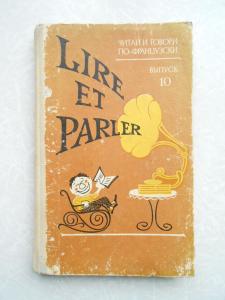 ЧИТАЙ И ГОВОРИ
ПО-ФРАНЦУЗСКИ
ВЫПУСК
10
LIRE
ET
PARLER